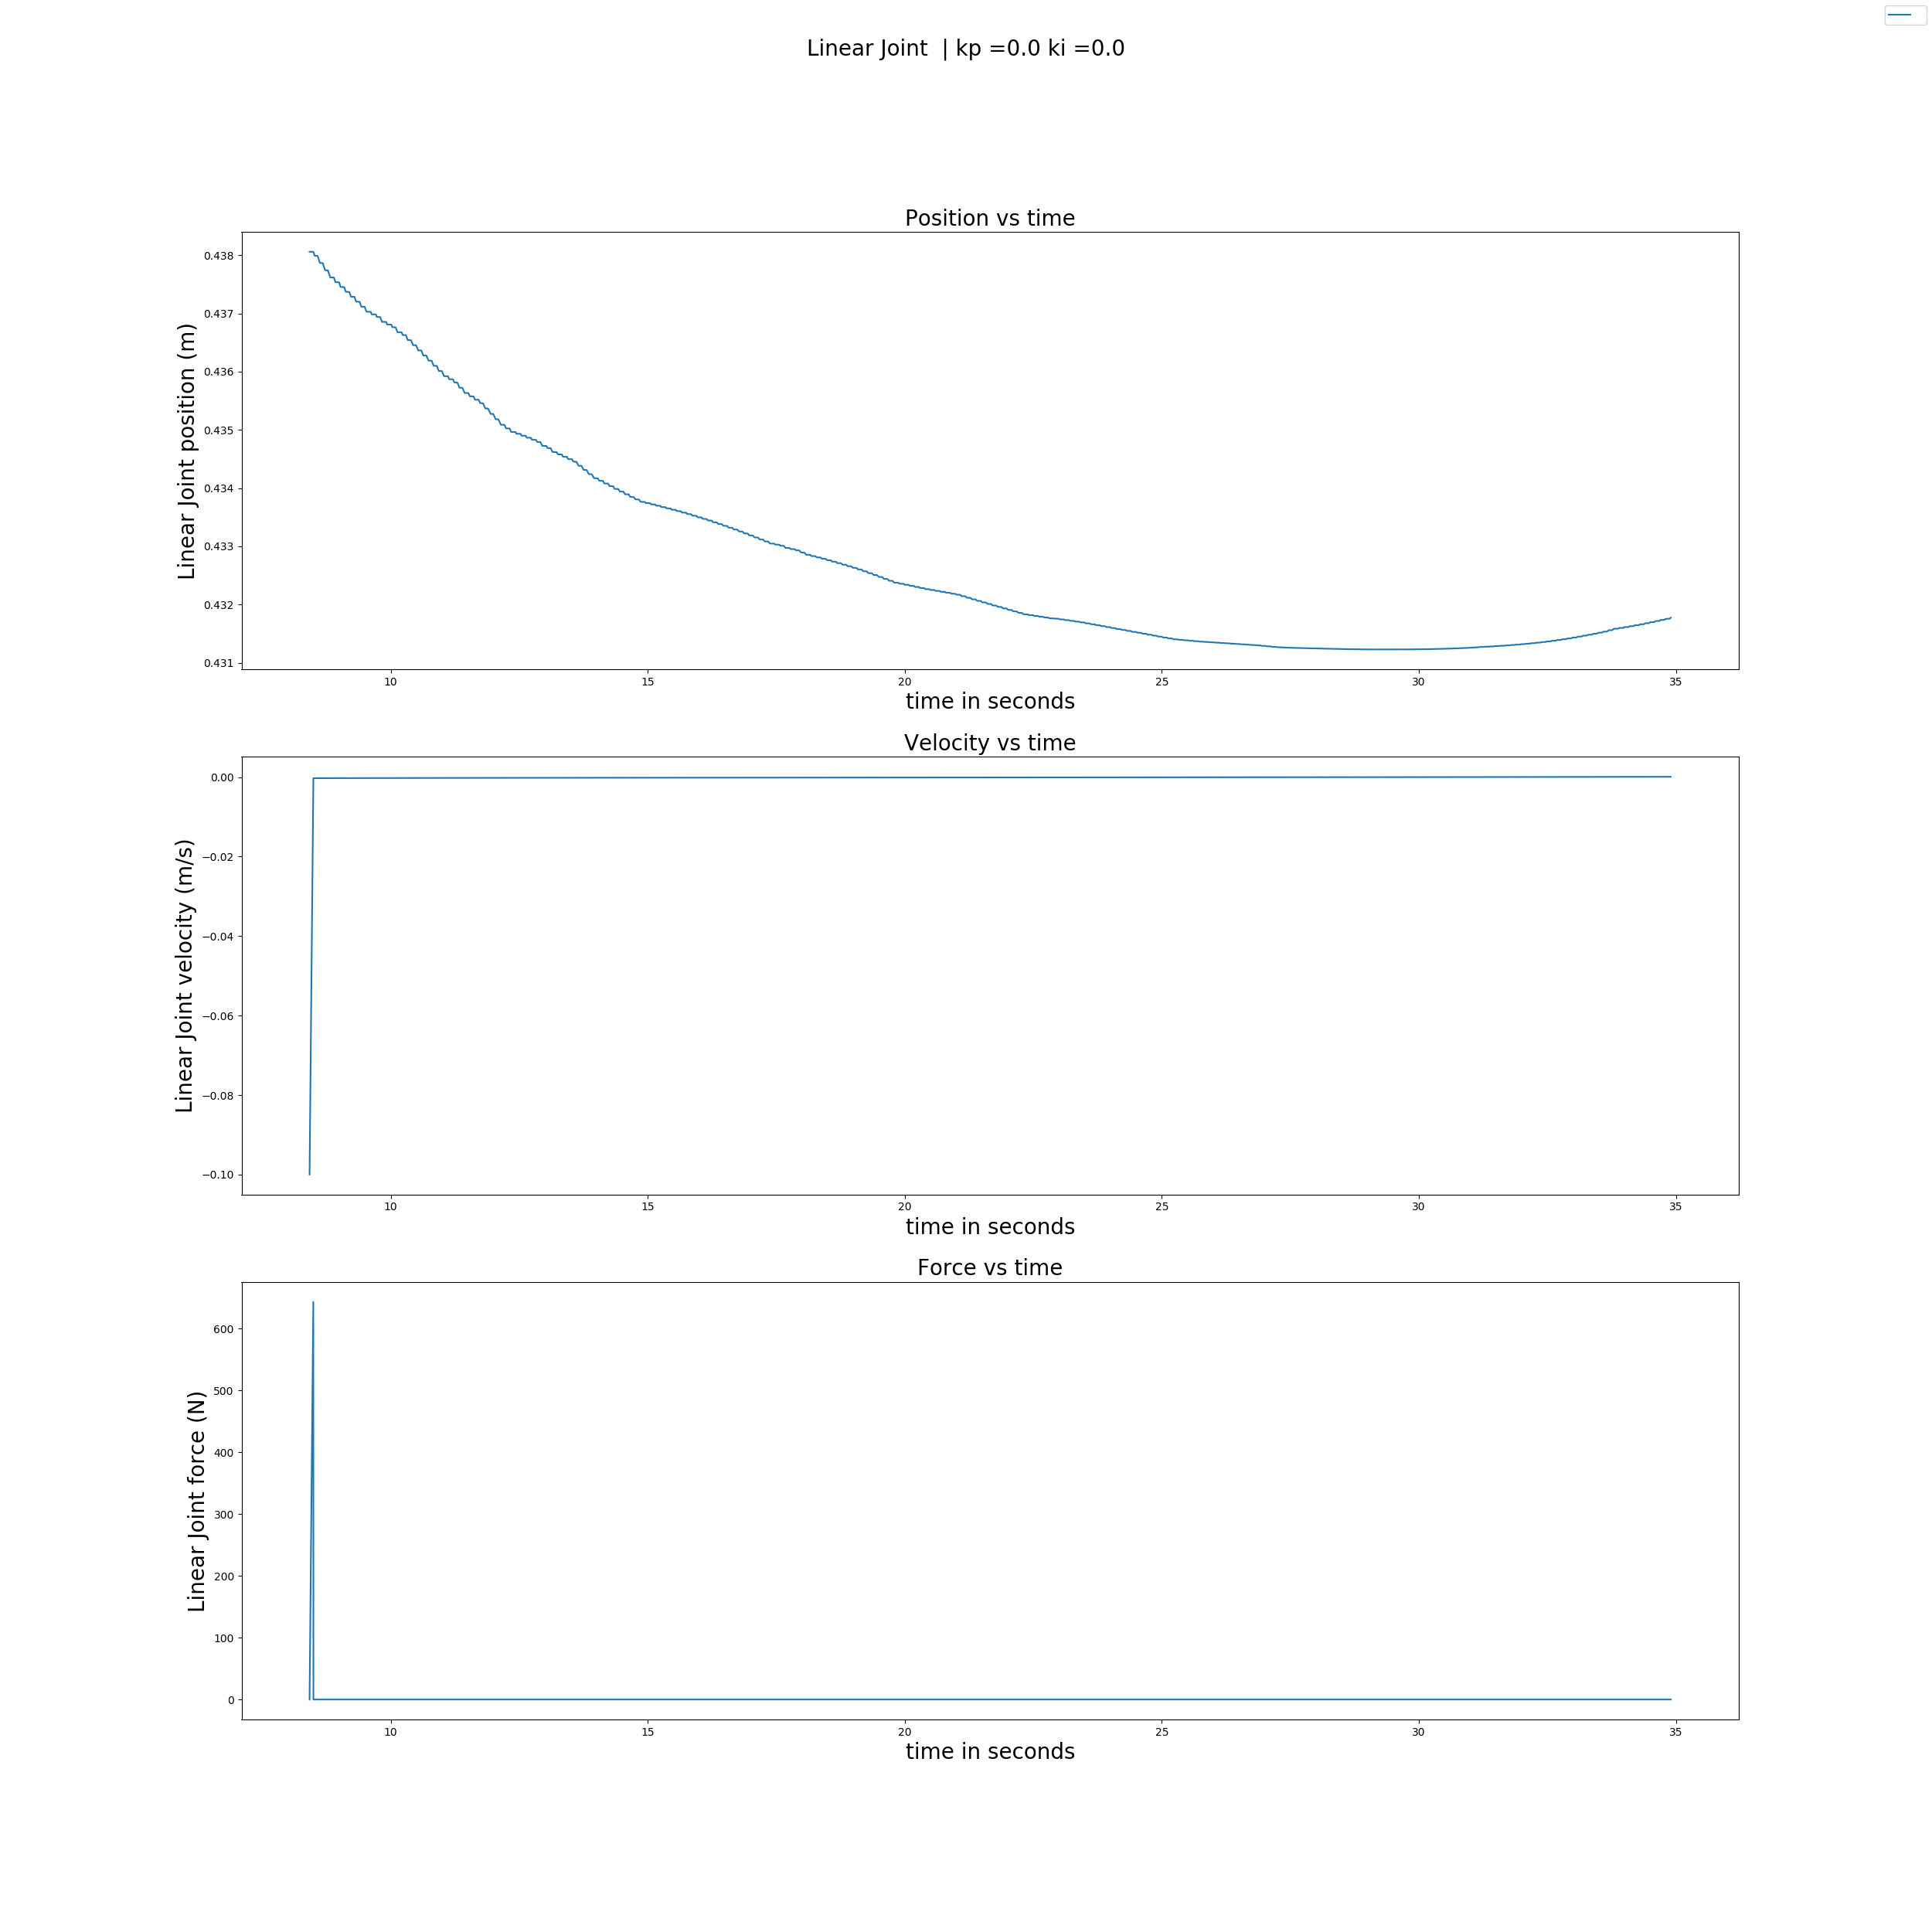 Linear Joint  | kp =0.0 ki =0.0
Position vs time
Linear Joint position (m)
0.438
0.437
0.436
0.435
0.434
0.433
0.432
0.431
10 15 20 25 30 35
time in seconds
Velocity vs time
Linear Joint velocity (m/s)
0.00
−0.02
−0.04
−0.06
−0.08
−0.10
10 15 20 25 30 35
time in seconds
Force vs time
Linear Joint force (N)
600
500
400
300
200
100
0
10 15 20 25 30 35
time in seconds